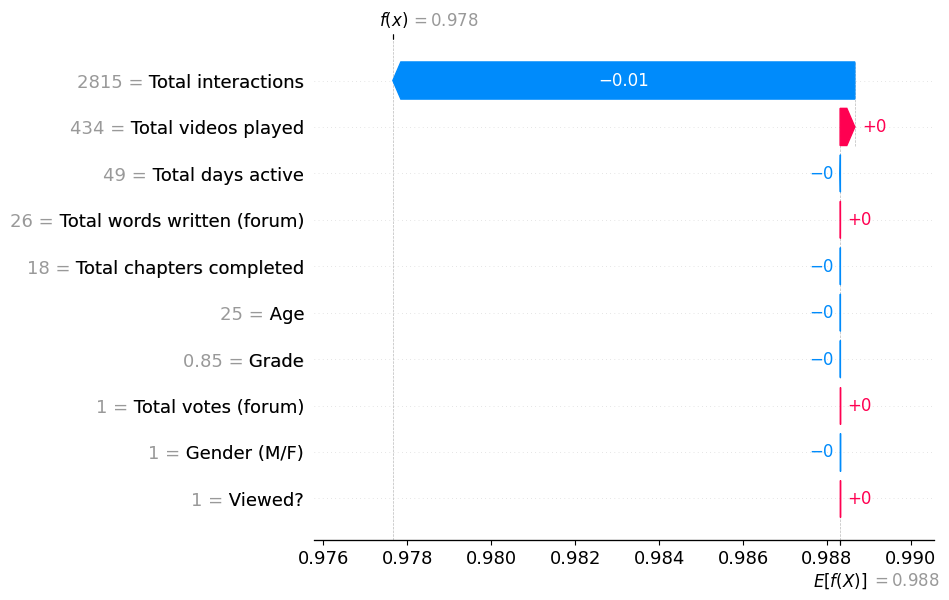 f(x) = 0.978
2815 = Total interactions −0.01
434 = Total videos played +0
49 = Total days active −0
26 = Total words written (forum) +0
18 = Total chapters completed −0
25 = Age −0
0.85 = Grade −0
1 = Total votes (forum) +0
1 = Gender (M/F) −0
1 = Viewed? +0
0.976 0.978 0.980 0.982 0.984 0.986 0.988 0.990
E[f(X)] = 0.988